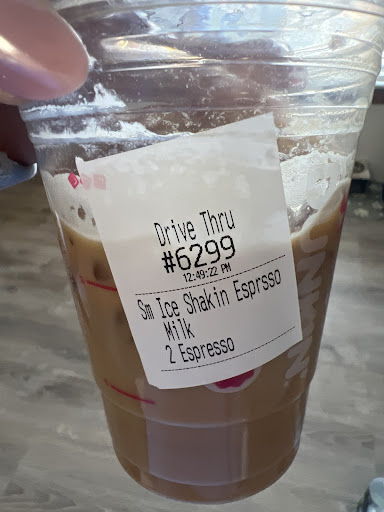 Drive Thru
#6299
12:49:22 PM
Sm Ice Shakin Esprsso
Milk
2 Espresso